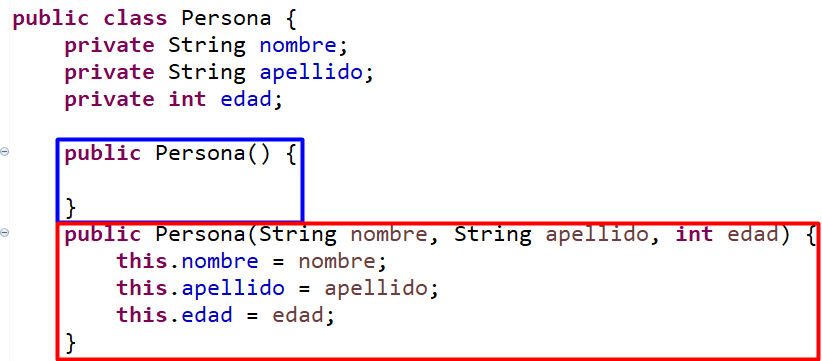 public class Persona {
    private String nombre;
    private String apellido;
    private int edad;
    public Persona() {
    }
    public Persona(String nombre, String apellido, int edad) {
        this.nombre = nombre;
        this.apellido = apellido;
        this.edad = edad;
    }